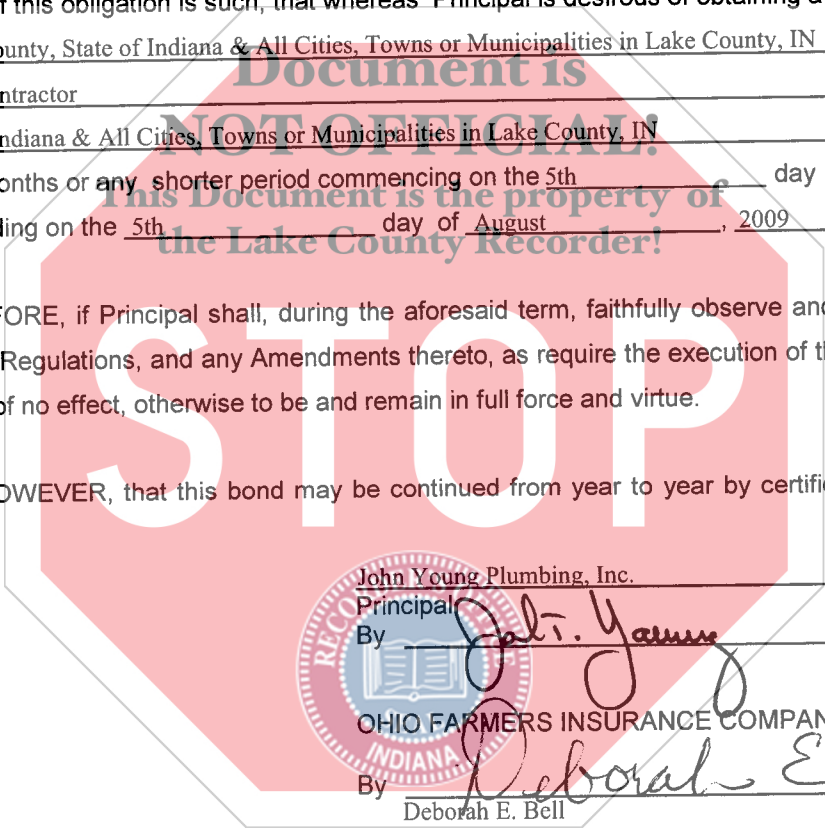 f this obligation is such, that whereas Principal is desirous of obtaining a
ounty, State of Indiana & All Cities, Towns or Municipalities in Lake County, IN
Document is
ntractor
NOT OFFICIAL!
ndiana & All Cities, Towns or Municipalities in Lake County, IN
onths or any shorter period commencing on the 5th day
This Document is the property of
ling on the 5th day of August, 2009
the Lake County Recorder!
FORE, if Principal shall, during the aforesaid term, faithfully observe and
Regulations, and any Amendments thereto, as require the execution of th
of no effect, otherwise to be and remain in full force and virtue.
STOP
OWEVER, that this bond may be continued from year to year by certific
John Young Plumbing, Inc.
Principal
By
RECORDER
SEAL
INDIANA
OHIO FARMERS INSURANCE COMPAN
By Deborah E
Deborah E. Bell